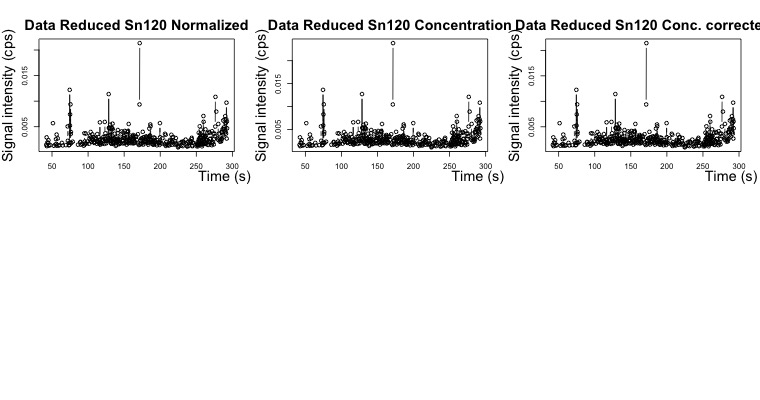 Data Reduced Sn120 Normalized
Signal intensity (cps)
0.015
0.005
50 100 150 200 250 300
Time (s)
Data Reduced Sn120 Concentration
Signal intensity (cps)
0.015
0.005
50 100 150 200 250 300
Time (s)
Data Reduced Sn120 Conc. correcte
Signal intensity (cps)
0.015
0.005
50 100 150 200 250 300
Time (s)